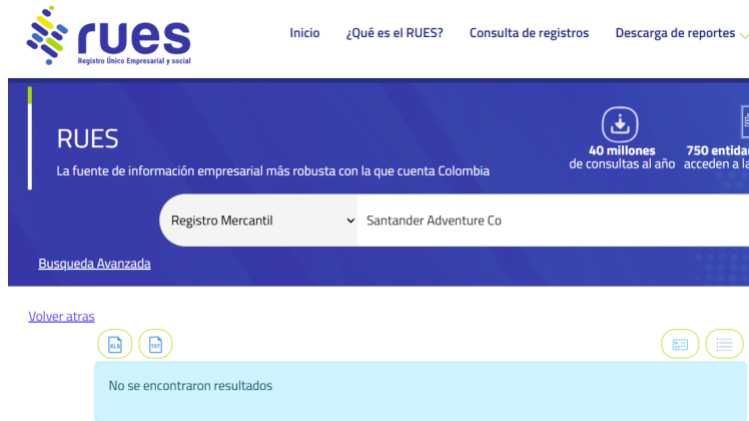 rues
Registro Único Empresarial y social
Inicio ¿Qué es el RUES? Consulta de registros Descarga de reportes
RUES
La fuente de información empresarial más robusta con la que cuenta Colombia
40 millones
de consultas al año
750
acceden a la
Registro Mercantil Santander Adventure Co
Busqueda Avanzada
Volver atras
XLS TXT
No se encontraron resultados